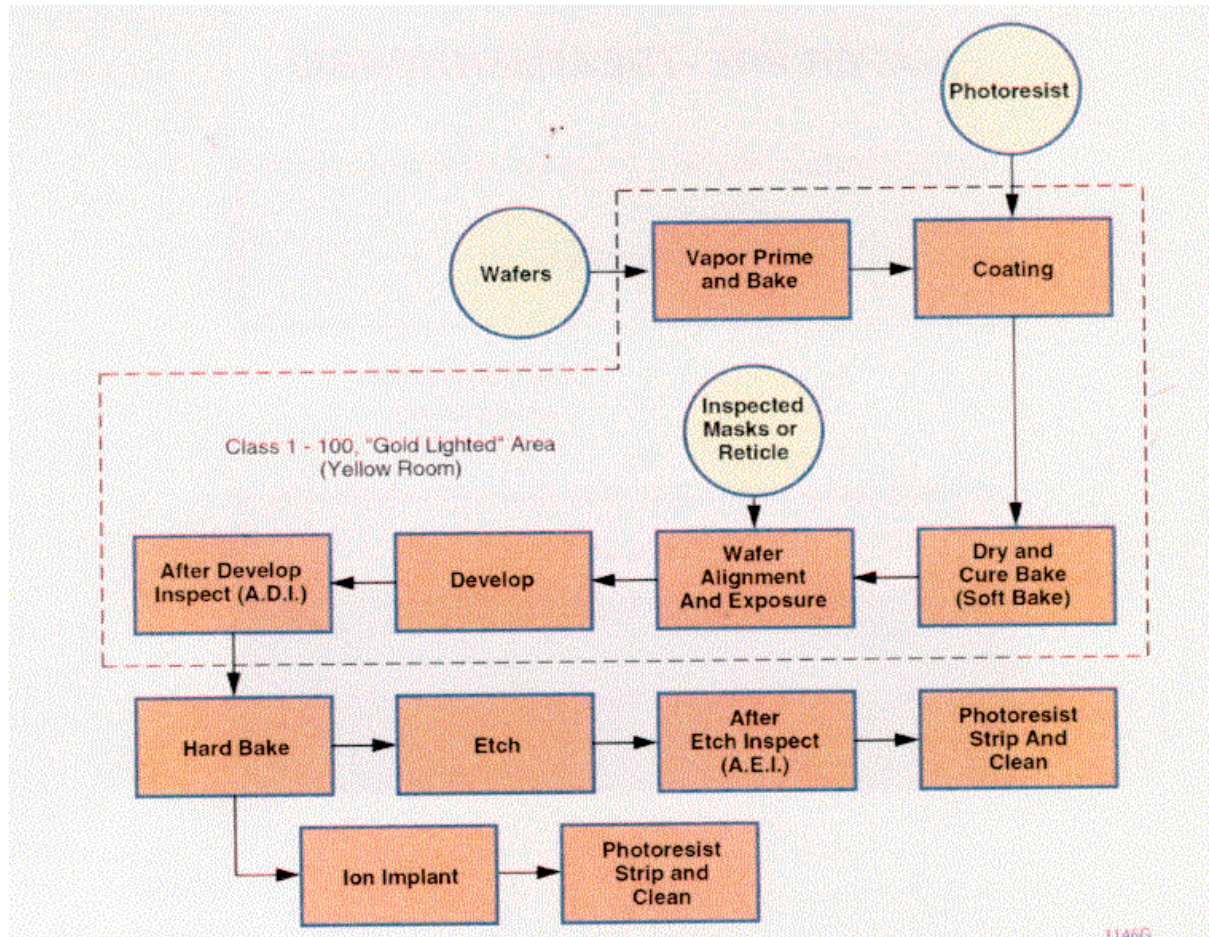 Photoresist
Wafers
Vapor Prime
and Bake
Coating
Inspected
Masks or
Reticle
Class 1 - 100, "Gold Lighted" Area
(Yellow Room)
After Develop
Inspect (A.D.I.)
Develop
Wafer
Alignment
And Exposure
Dry and
Cure Bake
(Soft Bake)
Hard Bake
Etch
After
Etch Inspect
(A.E.I.)
Photoresist
Strip And
Clean
Ion Implant
Photoresist
Strip and
Clean
1146G